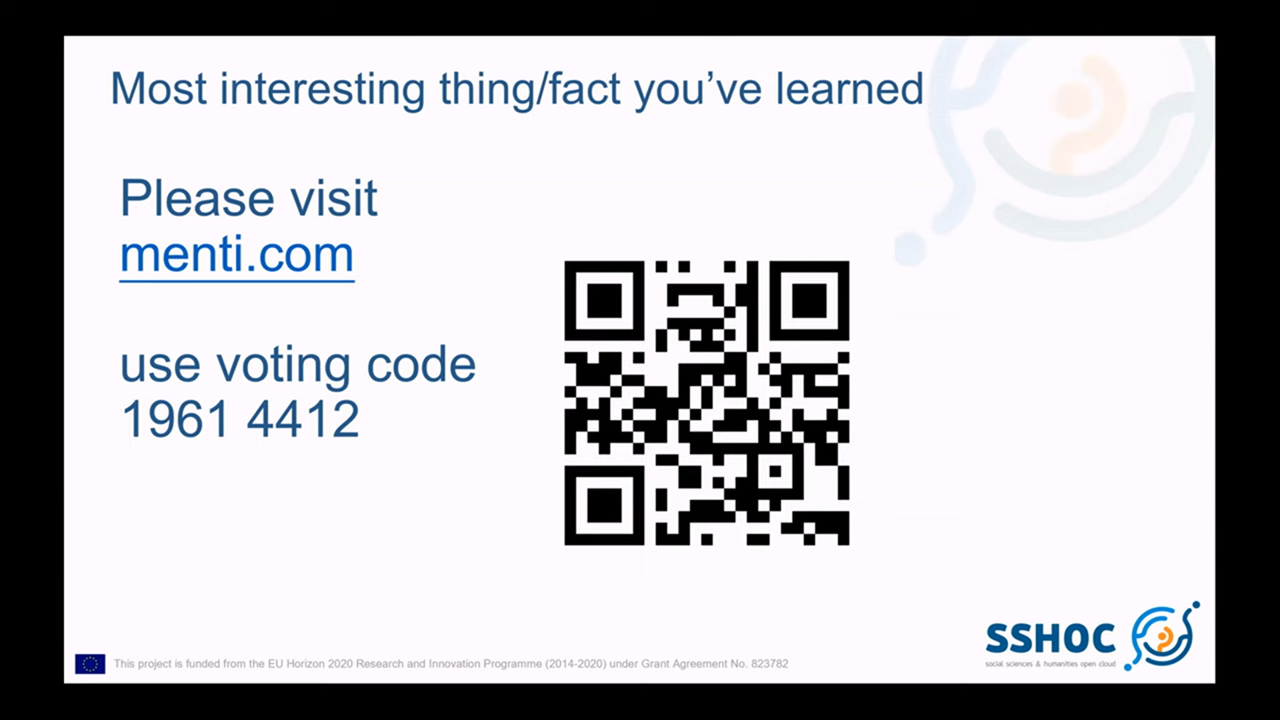 Most interesting thing/fact you've learned
Please visit
menti.com
use voting code
1961 4412
SSHOC
social sciences & humanities open cloud
This project is funded from the EU Horizon 2020 Research and Innovation Programme (2014-2020) under Grant Agreement No. 823782